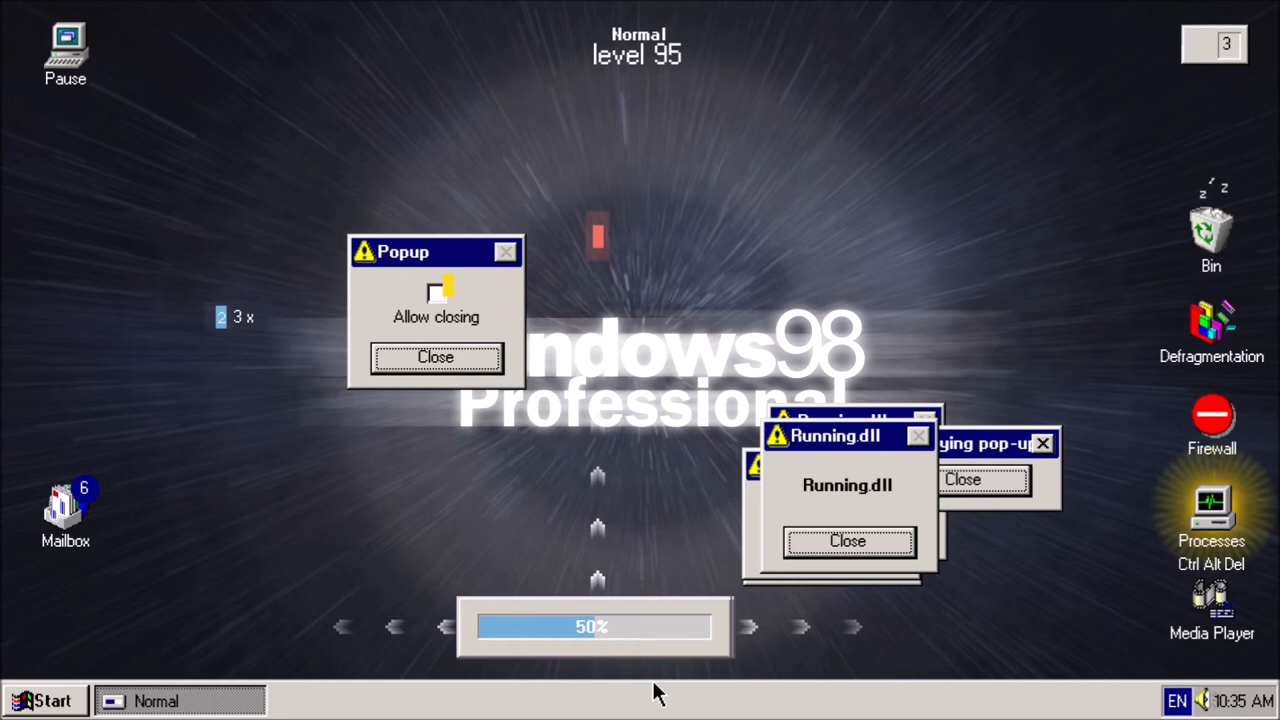 Normal
level 95
Pause
3
z z
Bin
Popup
Allow closing
Close
2 3 x
ndows98
Professional
Defragmentation
Firewall
Running.dll
ying pop-up
Close
Running.dll
Close
6
Mailbox
Processes
Ctrl Alt Del
Media Player
50%
Start
Normal
EN
10:35 AM